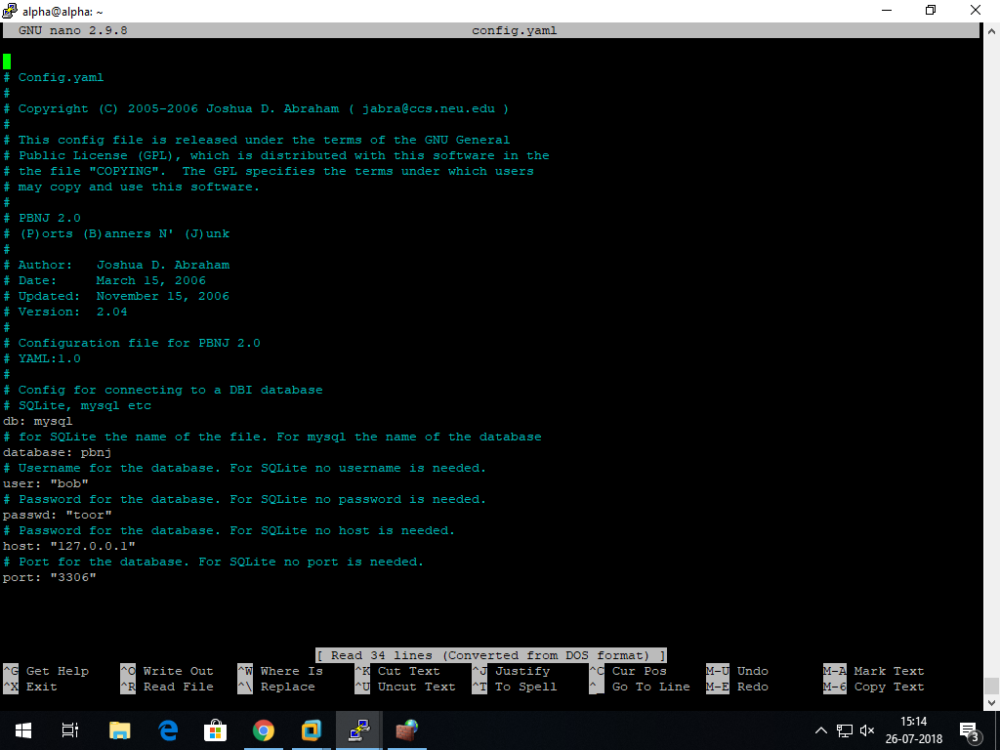 alpha@alpha: ~
GNU nano 2.9.8 config.yaml
# Config.yaml
#
# Copyright (C) 2005-2006 Joshua D. Abraham ( jabra@ccs.neu.edu )
#
# This config file is released under the terms of the GNU General
# Public License (GPL), which is distributed with this software in the
# the file "COPYING".  The GPL specifies the terms under which users
# may copy and use this software.
#
# PBNJ 2.0
# (P)orts (B)anners N' (J)unk
#
# Author:   Joshua D. Abraham
# Date:     March 15, 2006
# Updated:  November 15, 2006
# Version:  2.04
#
# Configuration file for PBNJ 2.0
# YAML:1.0
#
# Config for connecting to a DBI database
# SQLite, mysql etc
db: mysql
# for SQLite the name of the file. For mysql the name of the database
database: pbnj
# Username for the database. For SQLite no username is needed.
user: "bob"
# Password for the database. For SQLite no password is needed.
passwd: "toor"
# Password for the database. For SQLite no host is needed.
host: "127.0.0.1"
# Port for the database. For SQLite no port is needed.
port: "3306"
[ Read 34 lines (Converted from DOS format) ]
^G Get Help ^O Write Out ^W Where Is ^K Cut Text ^J Justify ^C Cur Pos M-U Undo M-A Mark Text
^X Exit ^R Read File ^\ Replace ^U Uncut Text ^T To Spell ^_ Go To Line M-E Redo M-6 Copy Text
15:14
26-07-2018
3